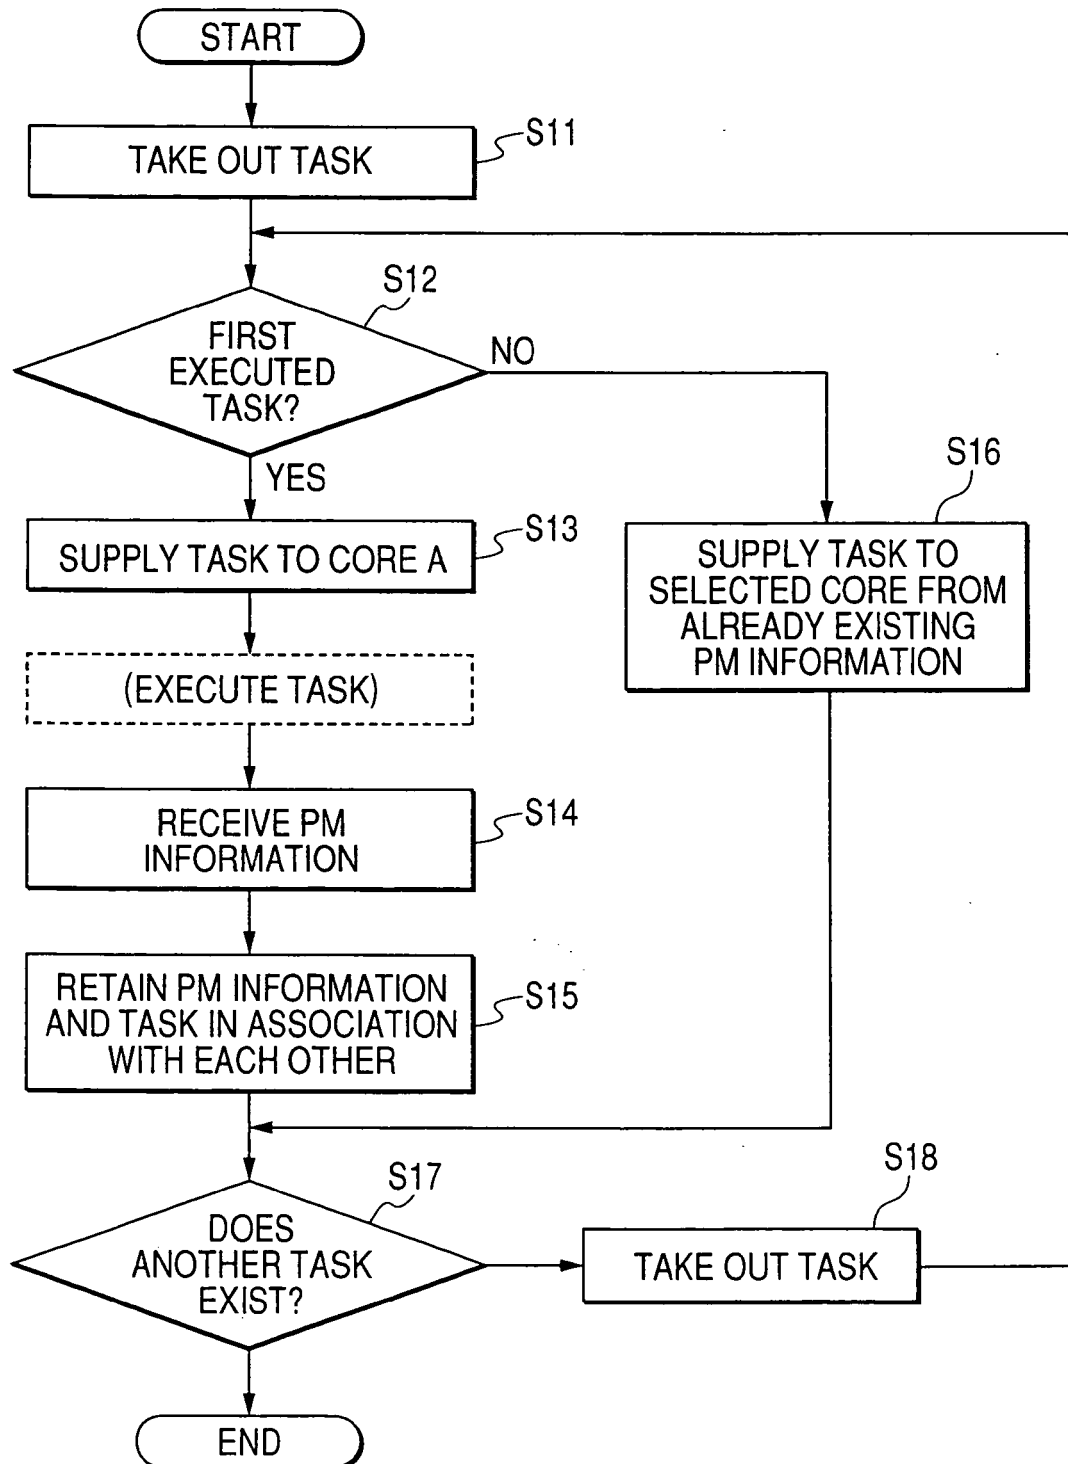 START
TAKE OUT TASK
S11
S12
FIRST
EXECUTED
TASK?
NO
YES
S13
SUPPLY TASK TO CORE A
S16
SUPPLY TASK TO
SELECTED CORE FROM
ALREADY EXISTING
PM INFORMATION
(EXECUTE TASK)
S14
RECEIVE PM
INFORMATION
S15
RETAIN PM INFORMATION
AND TASK IN ASSOCIATION
WITH EACH OTHER
S17
DOES
ANOTHER TASK
EXIST?
S18
TAKE OUT TASK
END